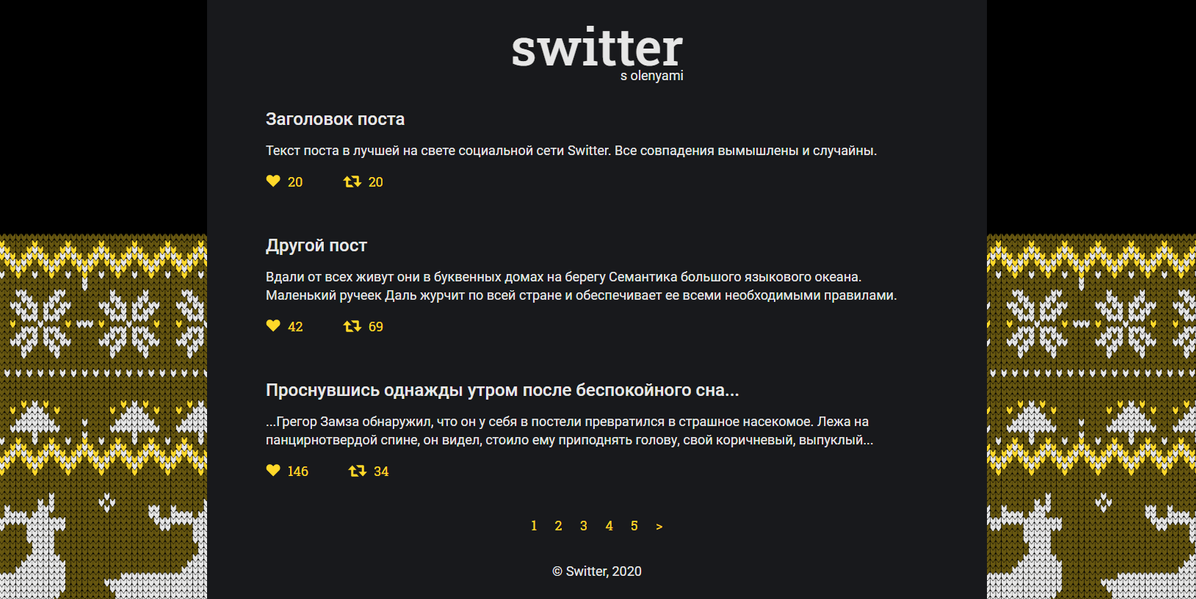 switter
s olenyami
Заголовок поста
Текст поста в лучшей на свете социальной сети Switter. Все совпадения вымышлены и случайны.
20 20
Другой пост
Вдали от всех живут они в буквенных домах на берегу Семантика большого языкового океана.
Маленький ручеек Даль журчит по всей стране и обеспечивает ее всеми необходимыми правилами.
42 69
Проснувшись однажды утром после беспокойного сна...
...Грегор Замза обнаружил, что он у себя в постели превратился в страшное насекомое. Лежа на
панцирнотвердой спине, он видел, стоило ему приподнять голову, свой коричневый, выпуклый...
146 34
1 2 3 4 5 >
© Switter, 2020